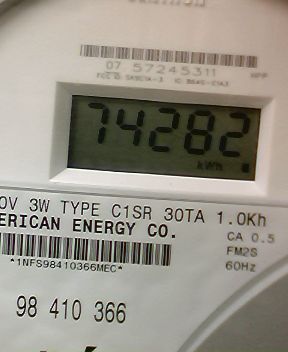 07 57245311
74282
kWh
0V 3W TYPE C1SR 30TA 1.0Kh
ERICAN ENERGY CO.
CA 0.5
FM2S
60Hz
*1NFS98410366MEC*
98 410 366